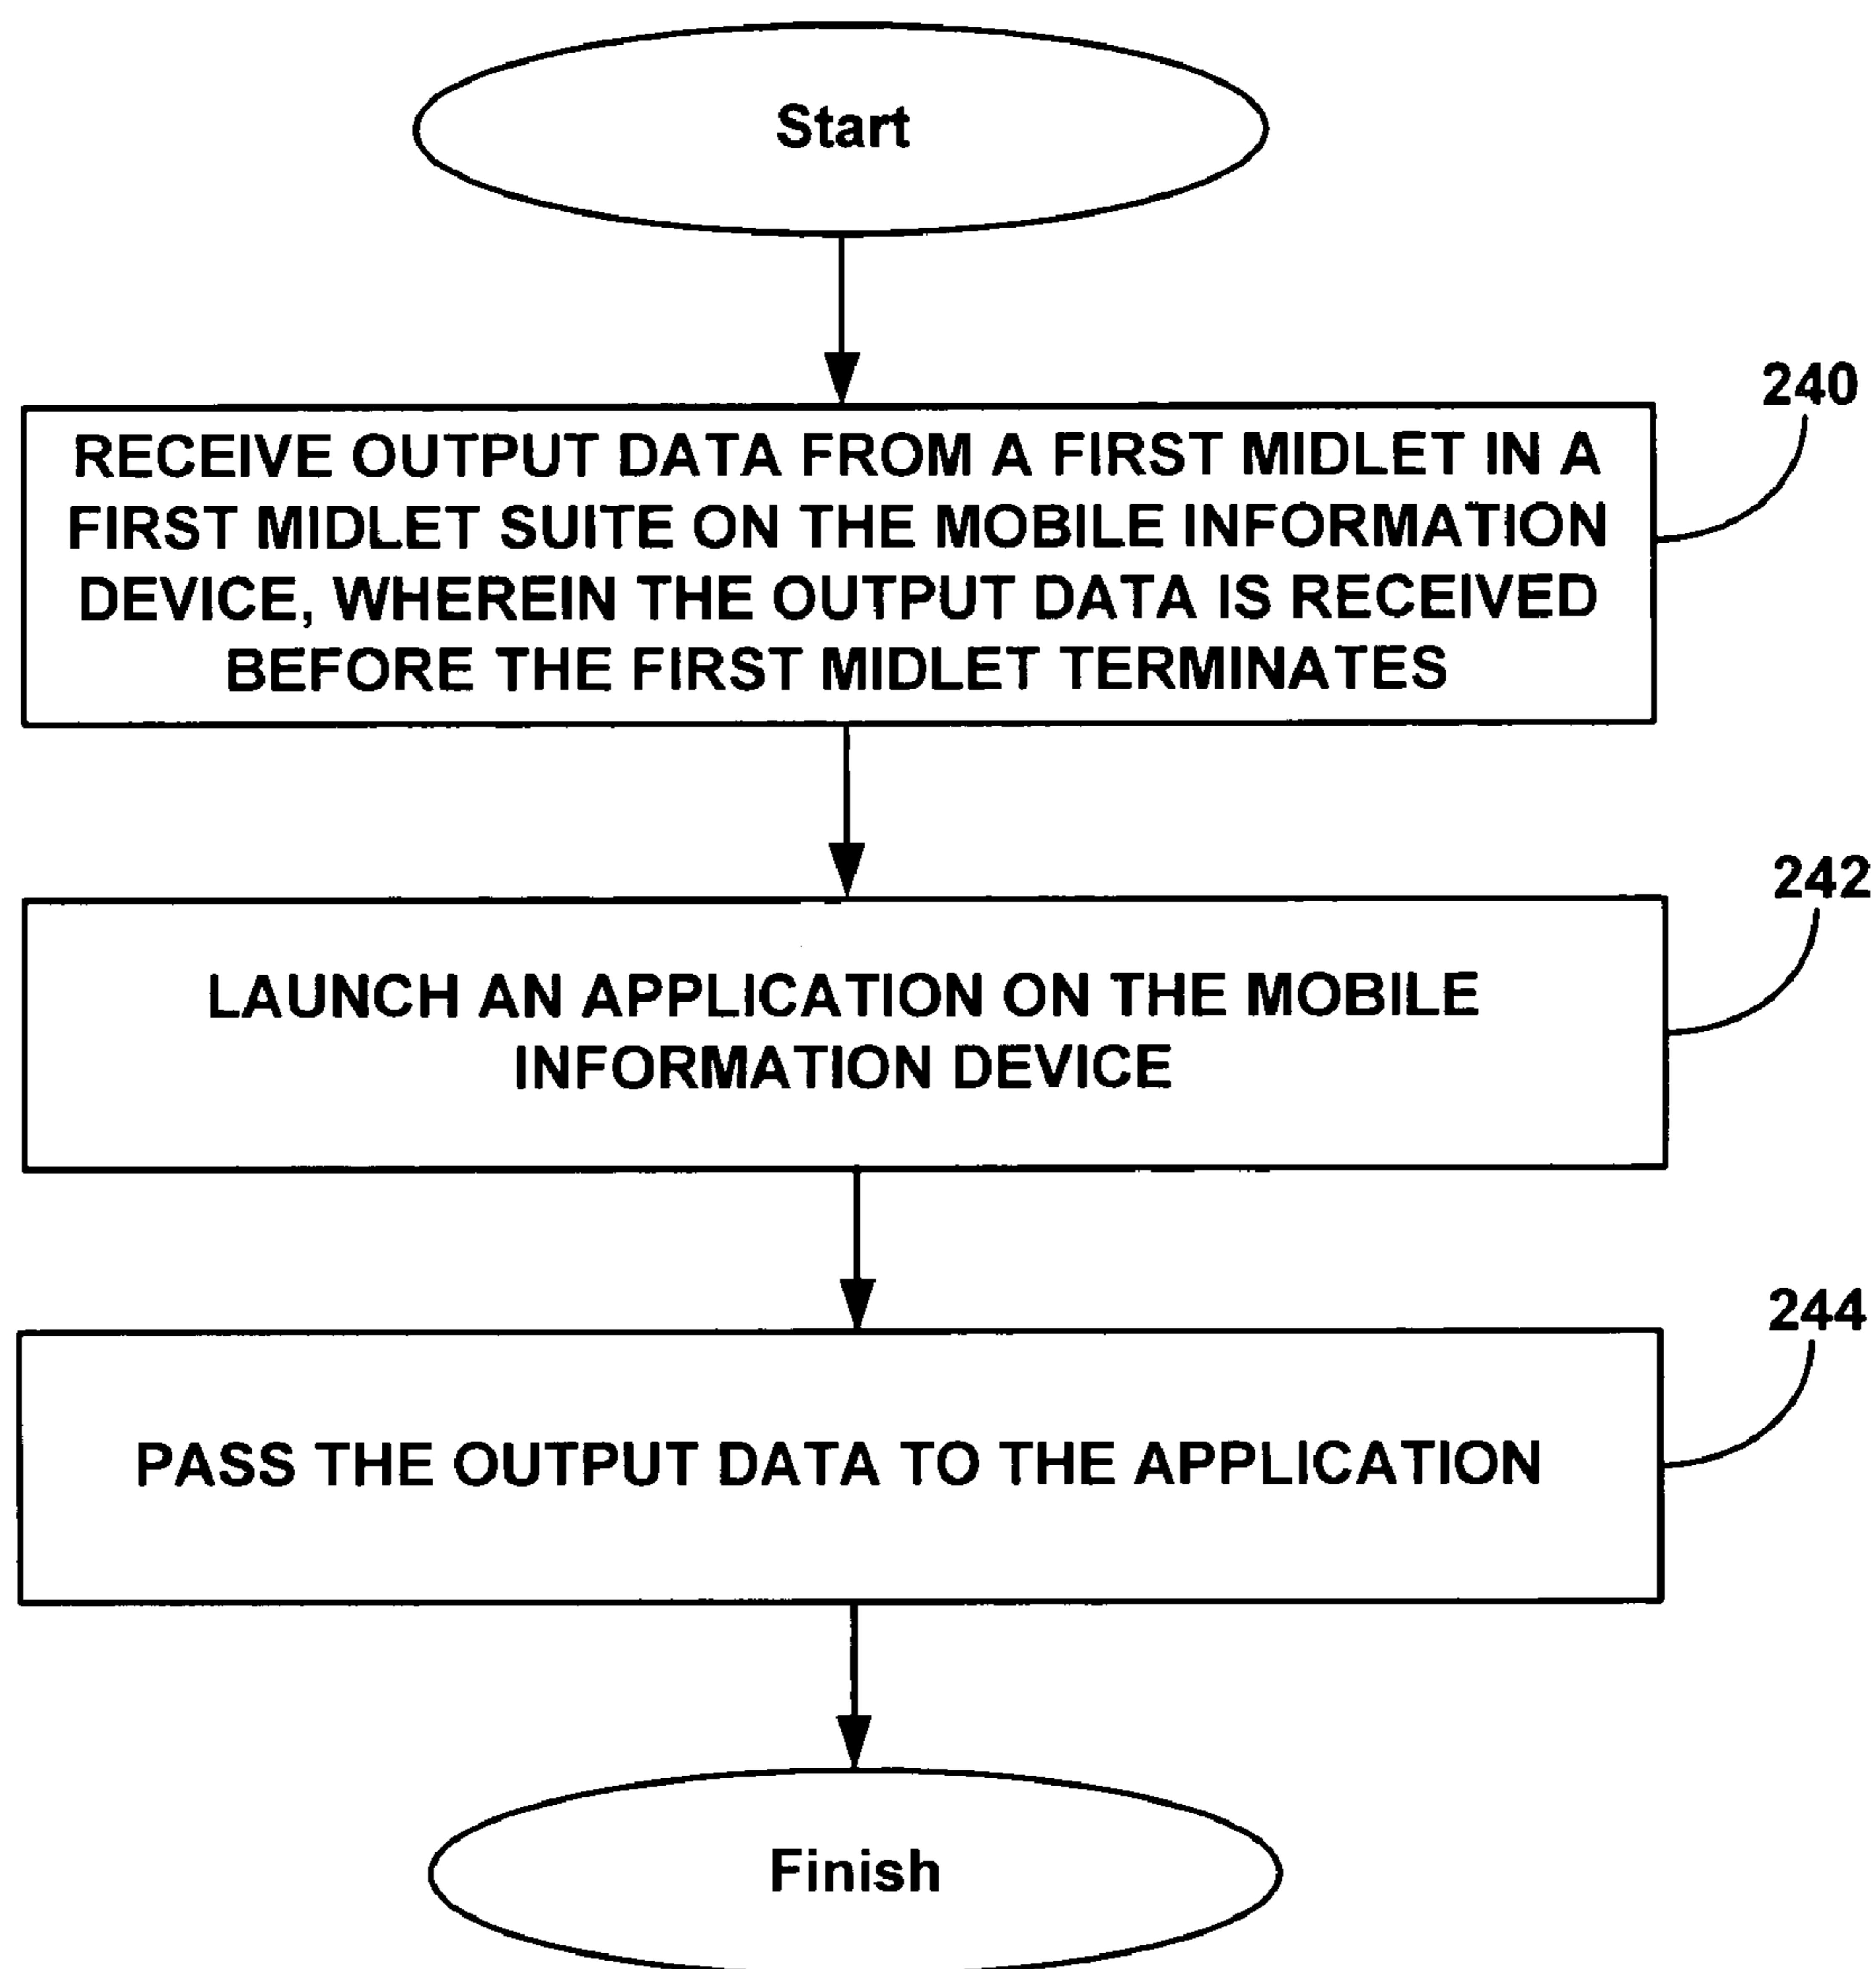 Start
240
RECEIVE OUTPUT DATA FROM A FIRST MIDLET IN A
FIRST MIDLET SUITE ON THE MOBILE INFORMATION
DEVICE, WHEREIN THE OUTPUT DATA IS RECEIVED
BEFORE THE FIRST MIDLET TERMINATES
242
LAUNCH AN APPLICATION ON THE MOBILE
INFORMATION DEVICE
244
PASS THE OUTPUT DATA TO THE APPLICATION
Finish